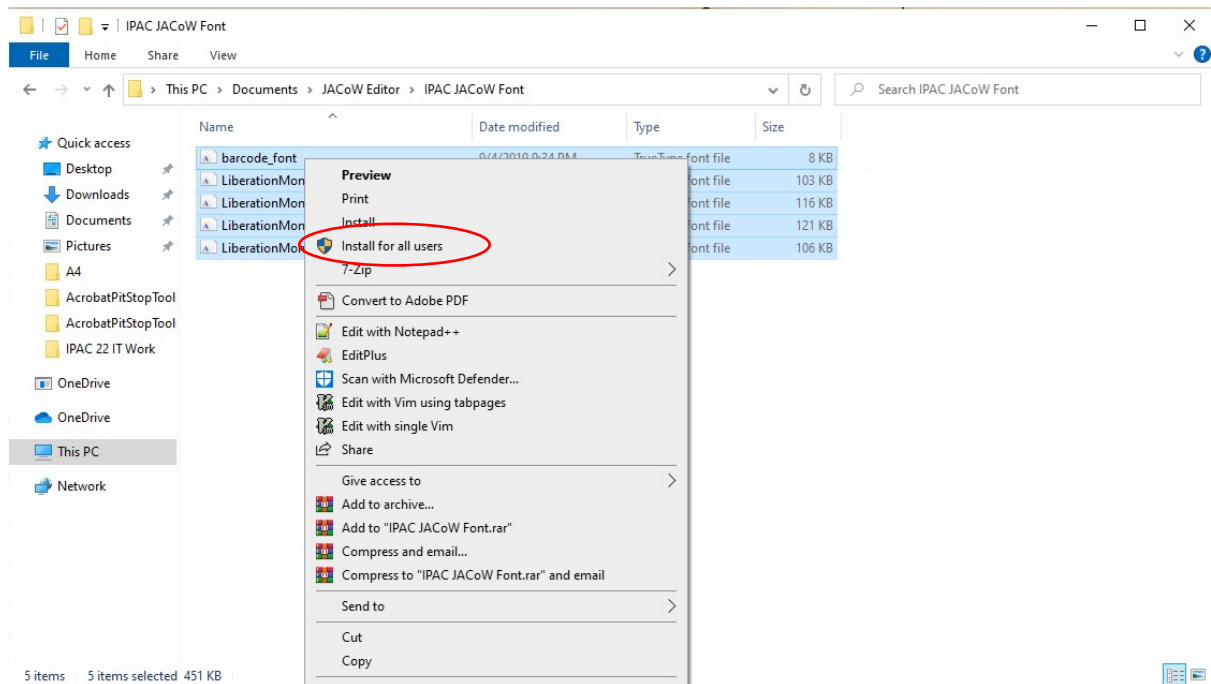 IPAC JACoW Font
File Home Share View
This PC › Documents › JACoW Editor › IPAC JACoW Font
Search IPAC JACoW Font
Name Date modified Type Size
Quick access
Desktop
Downloads
Documents
Pictures
A4
AcrobatPitStopTool
AcrobatPitStopTool
IPAC 22 IT Work
OneDrive
OneDrive
This PC
Network
barcode_font 9/4/2019 9:34 PM TrueType font file 8 KB
LiberationMon font file 103 KB
LiberationMon font file 116 KB
LiberationMon font file 121 KB
LiberationMon font file 106 KB
Preview
Print
Install
Install for all users
7-Zip
Convert to Adobe PDF
Edit with Notepad++
EditPlus
Scan with Microsoft Defender...
Edit with Vim using tabpages
Edit with single Vim
Share
Give access to
Add to archive...
Add to "IPAC JACoW Font.rar"
Compress and email...
Compress to "IPAC JACoW Font.rar" and email
Send to
Cut
Copy
5 items 5 items selected 451 KB